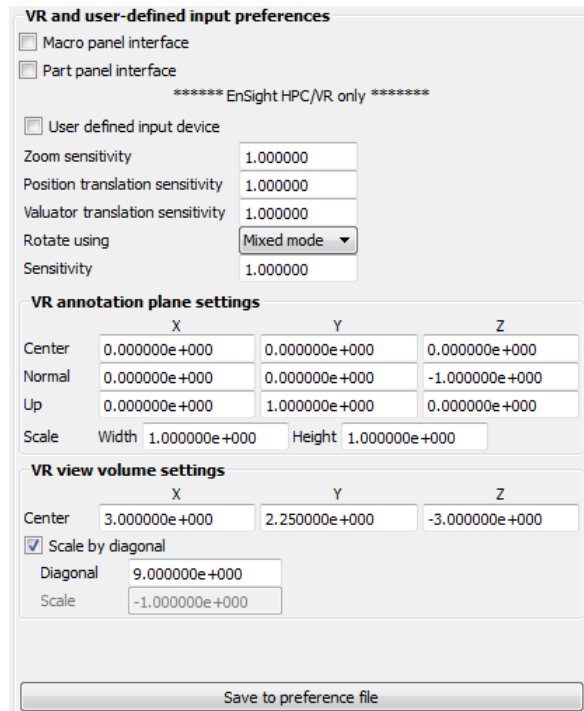 VR and user-defined input preferences
Macro panel interface
Part panel interface
****** EnSight HPC/VR only *******
User defined input device
Zoom sensitivity 1.000000
Position translation sensitivity 1.000000
Valuator translation sensitivity 1.000000
Rotate using Mixed mode
Sensitivity 1.000000
VR annotation plane settings
X Y Z
Center 0.000000e+000 0.000000e+000 0.000000e+000
Normal 0.000000e+000 0.000000e+000 -1.000000e+000
Up 0.000000e+000 1.000000e+000 0.000000e+000
Scale Width 1.000000e+000 Height 1.000000e+000
VR view volume settings
X Y Z
Center 3.000000e+000 2.250000e+000 -3.000000e+000
Scale by diagonal
Diagonal 9.000000e+000
Scale -1.000000e+000
Save to preference file